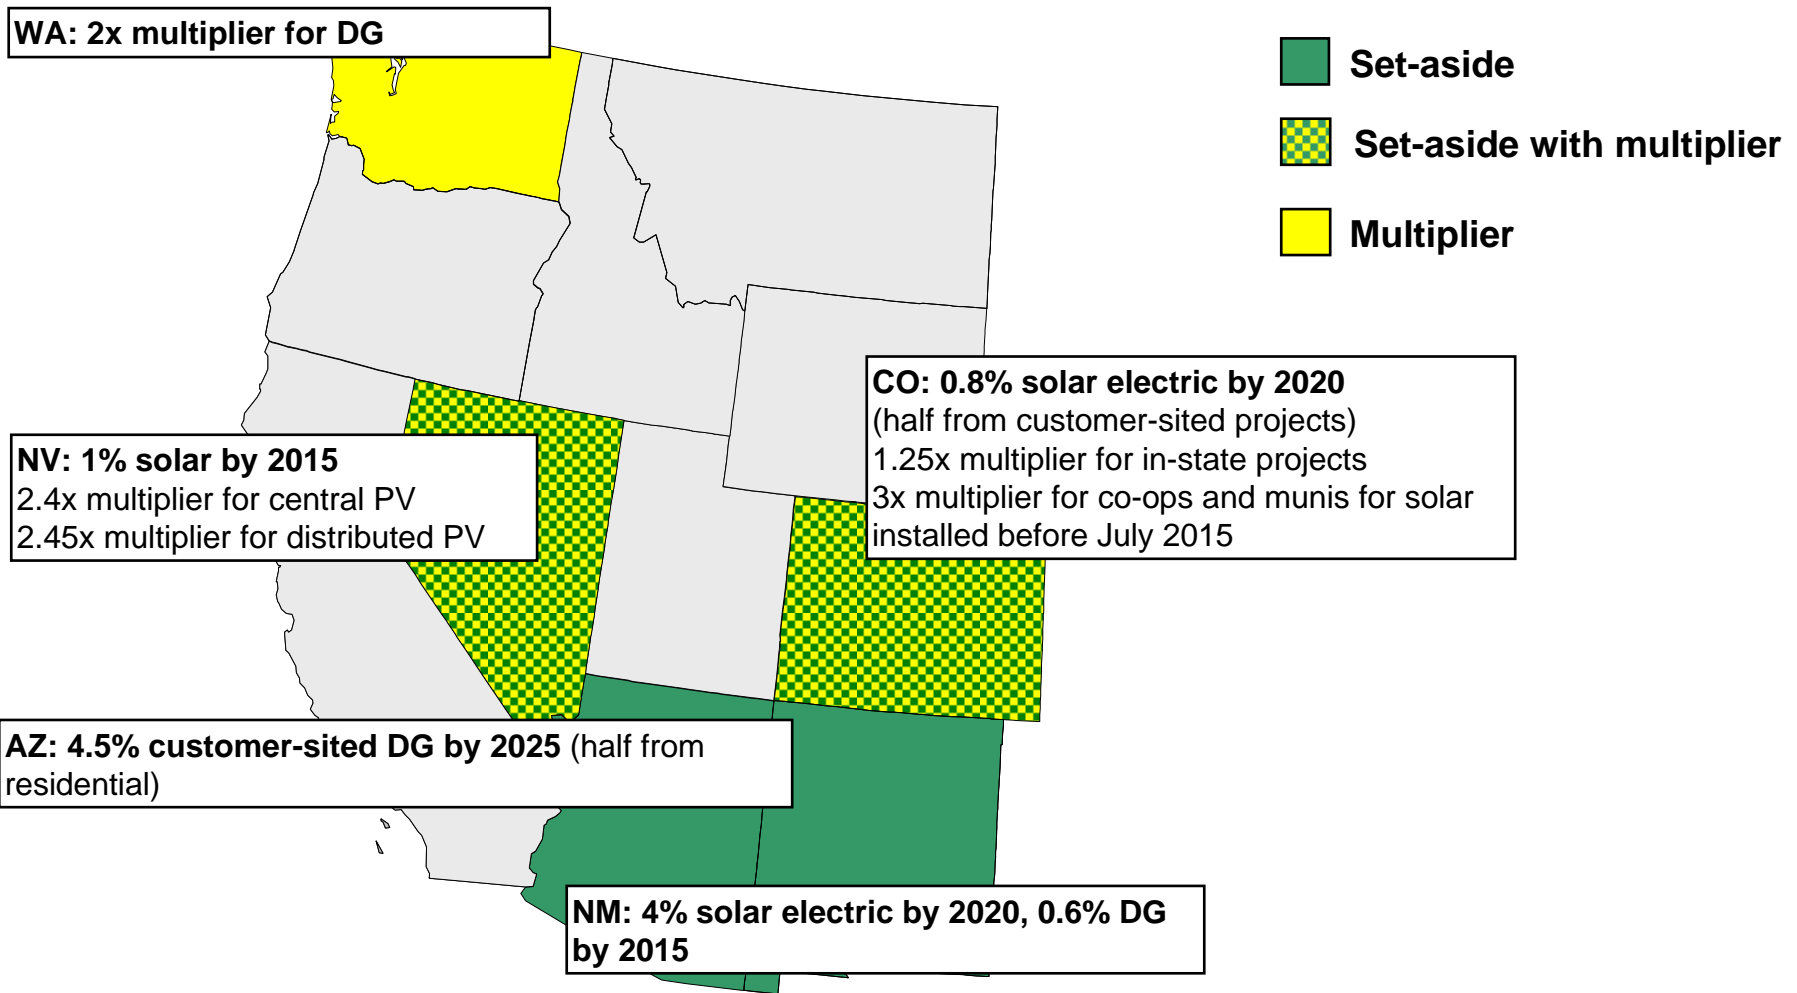 WA: 2x multiplier for DG
Set-aside
Set-aside with multiplier
Multiplier
CO: 0.8% solar electric by 2020
(half from customer-sited projects)
1.25x multiplier for in-state projects
3x multiplier for co-ops and munis for solar
installed before July 2015
NV: 1% solar by 2015
2.4x multiplier for central PV
2.45x multiplier for distributed PV
AZ: 4.5% customer-sited DG by 2025 (half from
residential)
NM: 4% solar electric by 2020, 0.6% DG
by 2015